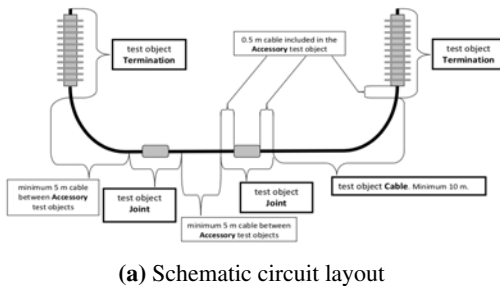 test object
Termination
0.5 m cable included in the
Accessory test object
test object
Termination
minimum 5 m cable
between Accessory
test objects
test object
Joint
minimum 5 m cable between
Accessory test objects
test object
Joint
test object Cable. Minimum 10 m.
(a) Schematic circuit layout